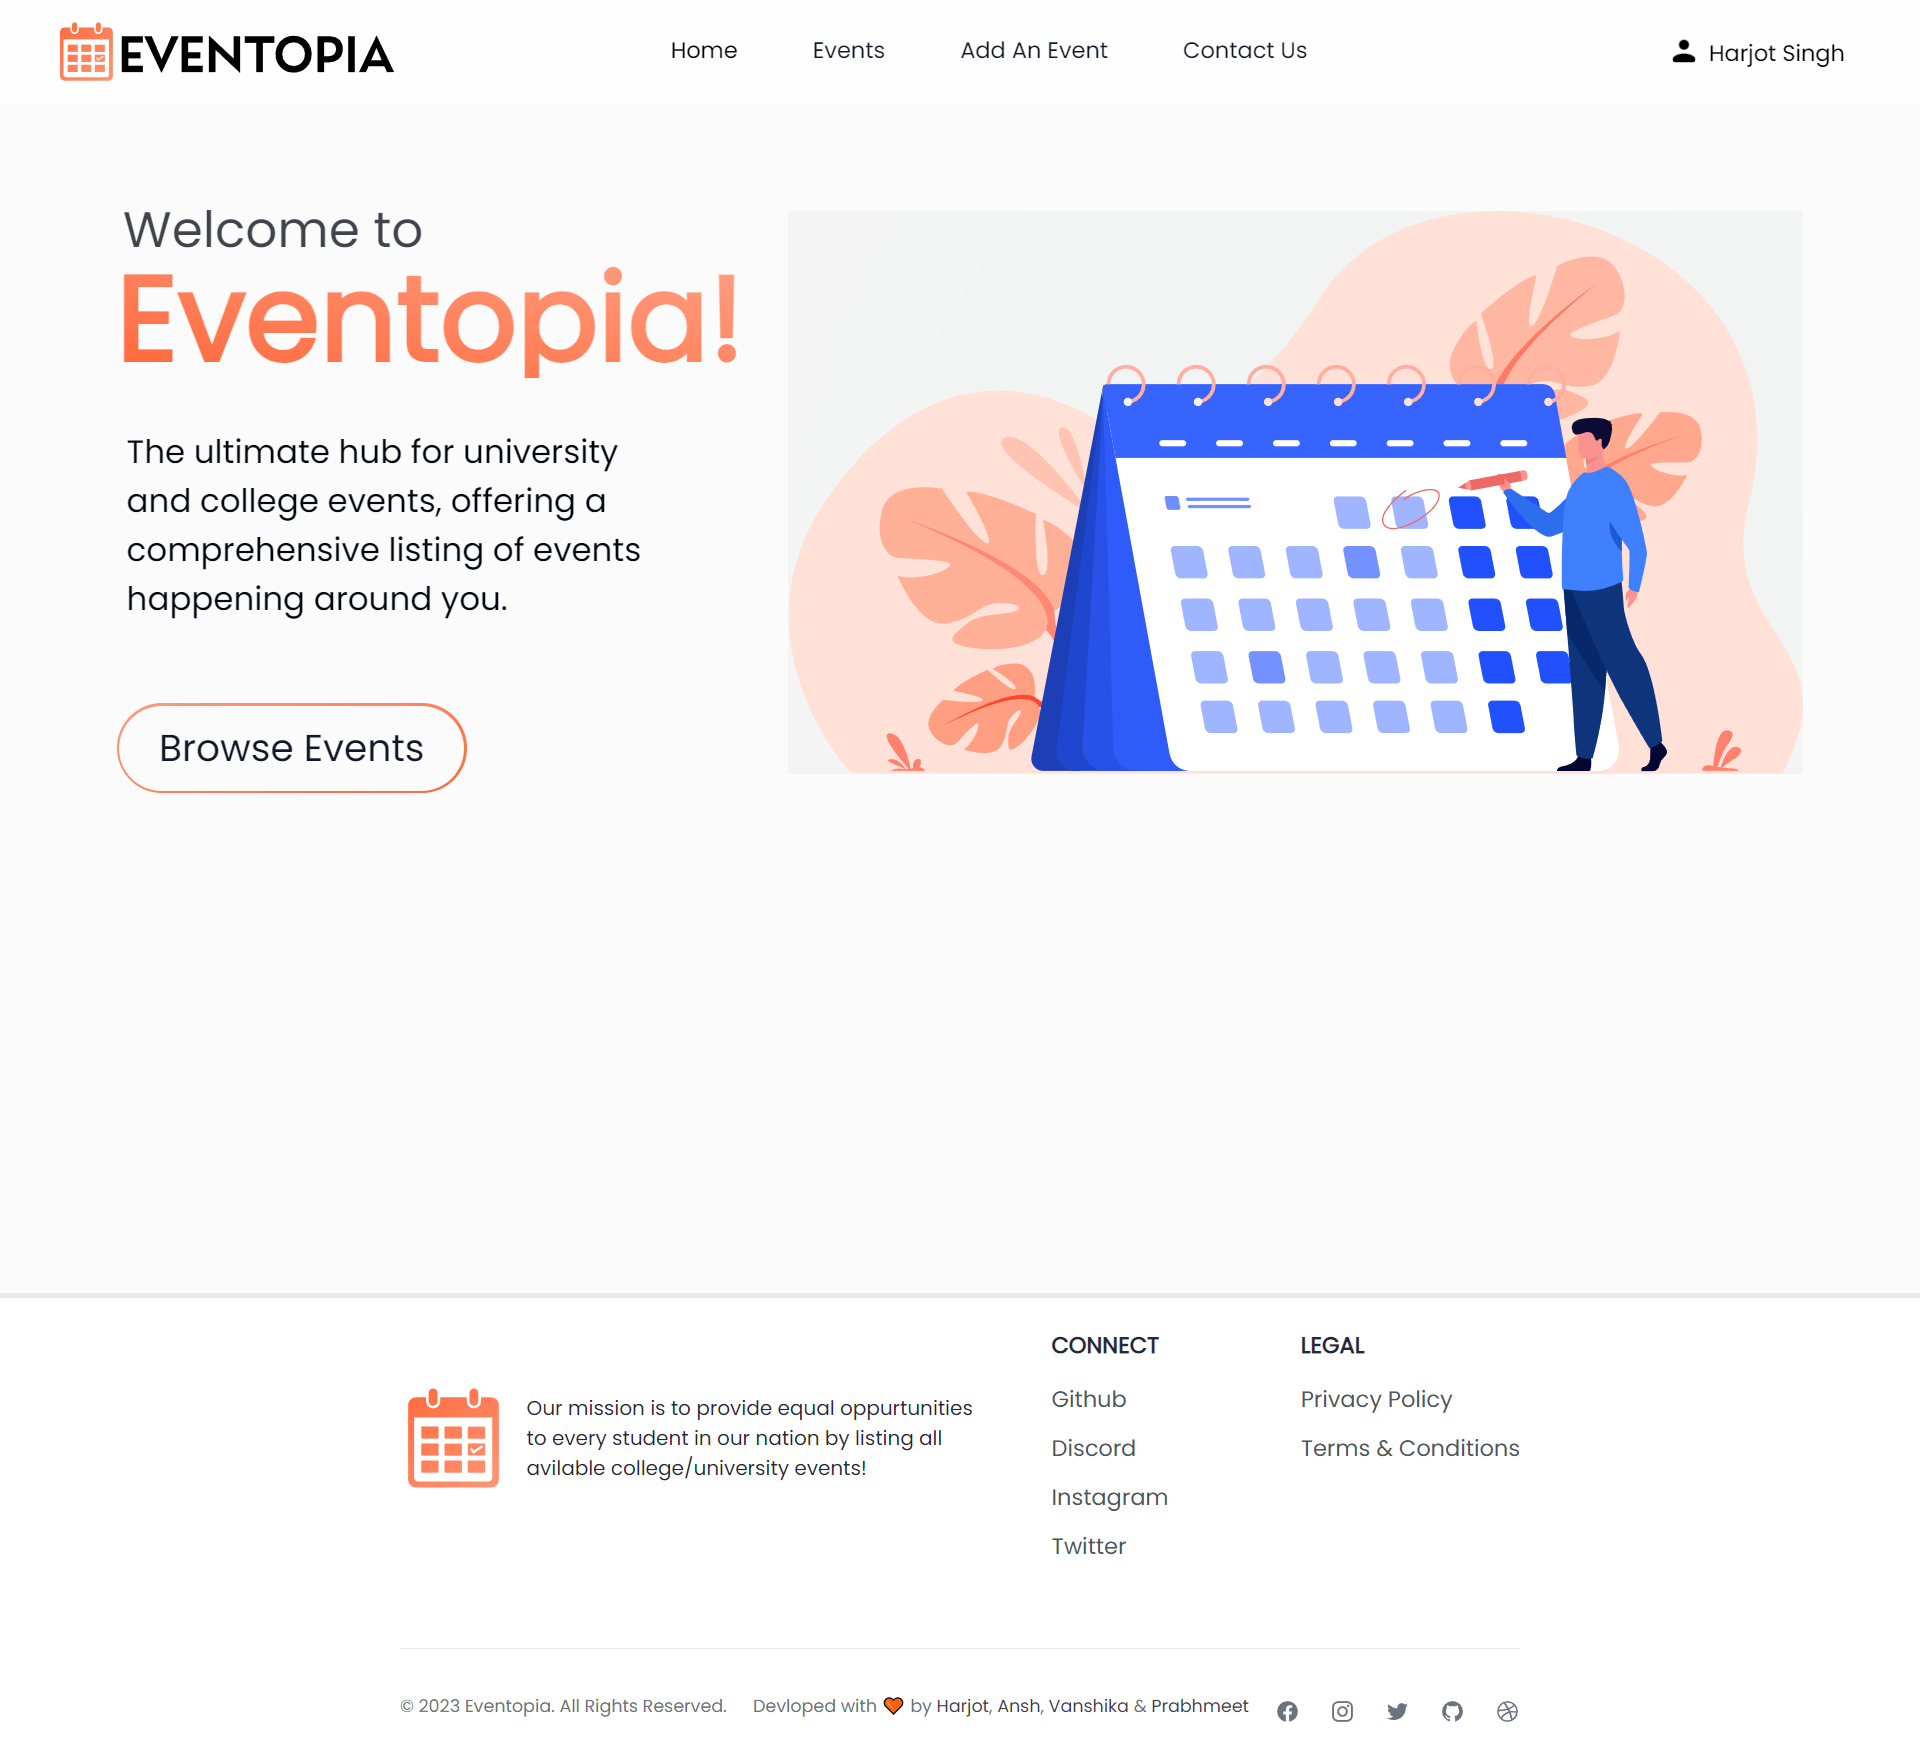 EVENTOPIA
Home
Events
Add An Event
Contact Us
Harjot Singh
Welcome to
Eventopia!
The ultimate hub for university
and college events, offering a
comprehensive listing of events
happening around you.
Browse Events
Our mission is to provide equal oppurtunities
to every student in our nation by listing all
avilable college/university events!
CONNECT
Github
Discord
Instagram
Twitter
LEGAL
Privacy Policy
Terms & Conditions
© 2023 Eventopia. All Rights Reserved.
Devloped with 🧡 by Harjot, Ansh, Vanshika & Prabhmeet